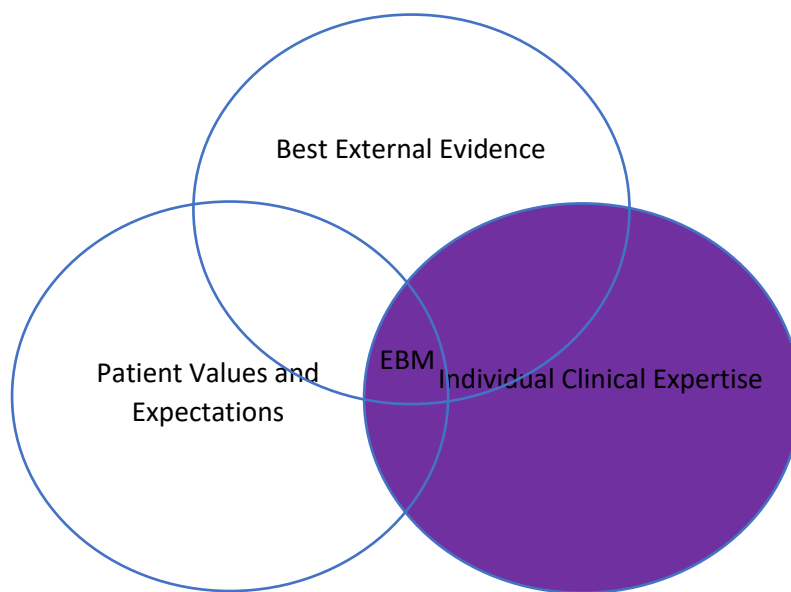 Best External Evidence
EBM
Patient Values and
Expectations
Individual Clinical Expertise